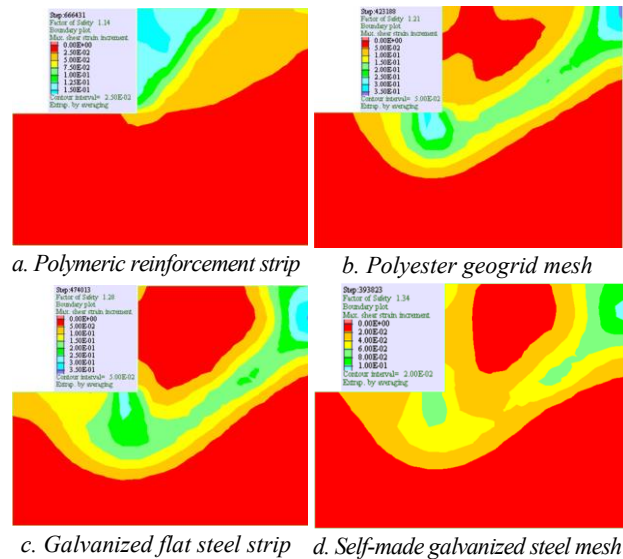 Step:666431
Factor of Safety 1.14
Boundary plot
Max. shear strain increment
0.00E+00
2.50E-02
5.00E-02
7.50E-02
1.00E-01
1.25E-01
1.50E-01
Contour interval= 2.50E-02
Extrap. by averaging
Step:423188
Factor of Safety 1.21
Boundary plot
Max. shear strain increment
0.00E+00
5.00E-02
1.00E-01
1.50E-01
2.00E-01
2.50E-01
3.00E-01
3.50E-01
Contour interval= 5.00E-02
Extrap. by averaging
a. Polymeric reinforcement strip
b. Polyester geogrid mesh
Step:474013
Factor of Safety 1.28
Boundary plot
Max. shear strain increment
0.00E+00
5.00E-02
1.00E-01
1.50E-01
2.00E-01
2.50E-01
3.00E-01
3.50E-01
Contour interval= 5.00E-02
Extrap. by averaging
Step:393823
Factor of Safety 1.34
Boundary plot
Max. shear strain increment
0.00E+00
2.00E-02
4.00E-02
6.00E-02
8.00E-02
1.00E-01
Contour interval= 2.00E-02
Extrap. by averaging
c. Galvanized flat steel strip
d. Self-made galvanized steel mesh